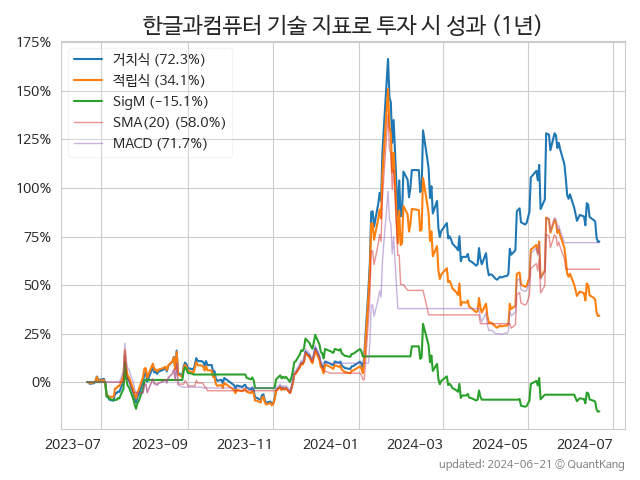 한글과컴퓨터 기술 지표로 투자 시 성과 (1년)
175%
150%
125%
100%
75%
50%
25%
0%
거치식 (72.3%)
적립식 (34.1%)
SigM (-15.1%)
SMA(20) (58.0%)
MACD (71.7%)
2023-07 2023-09 2023-11 2024-01 2024-03 2024-05 2024-07
updated: 2024-06-21 © QuantKang